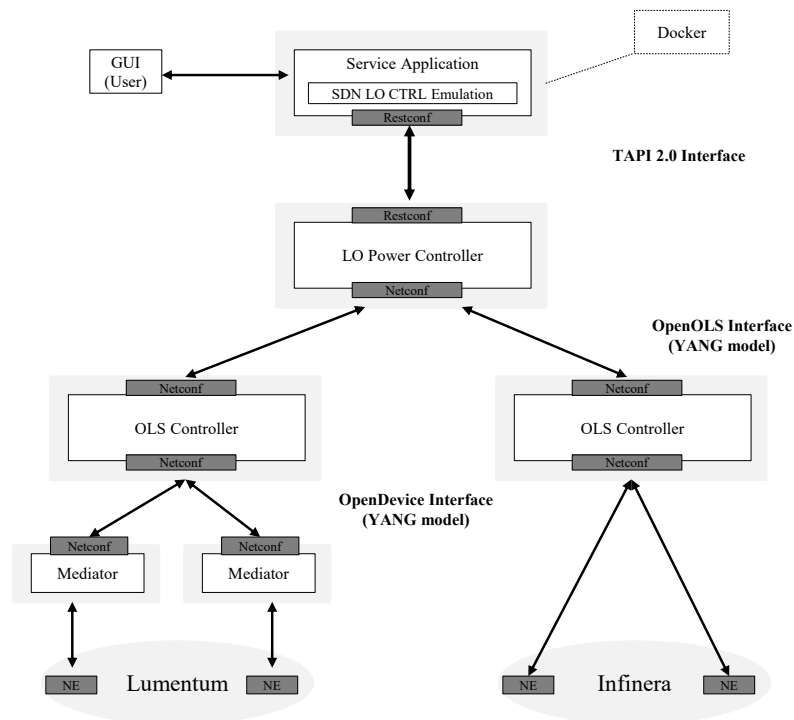 Docker
GUI
(User)
Service Application
SDN LO CTRL Emulation
Restconf
TAPI 2.0 Interface
Restconf
LO Power Controller
Netconf
OpenOLS Interface
(YANG model)
Netconf
OLS Controller
Netconf
Netconf
OLS Controller
Netconf
OpenDevice Interface
(YANG model)
Netconf
Mediator
Netconf
Mediator
NE
Lumentum
NE
NE
Infinera
NE